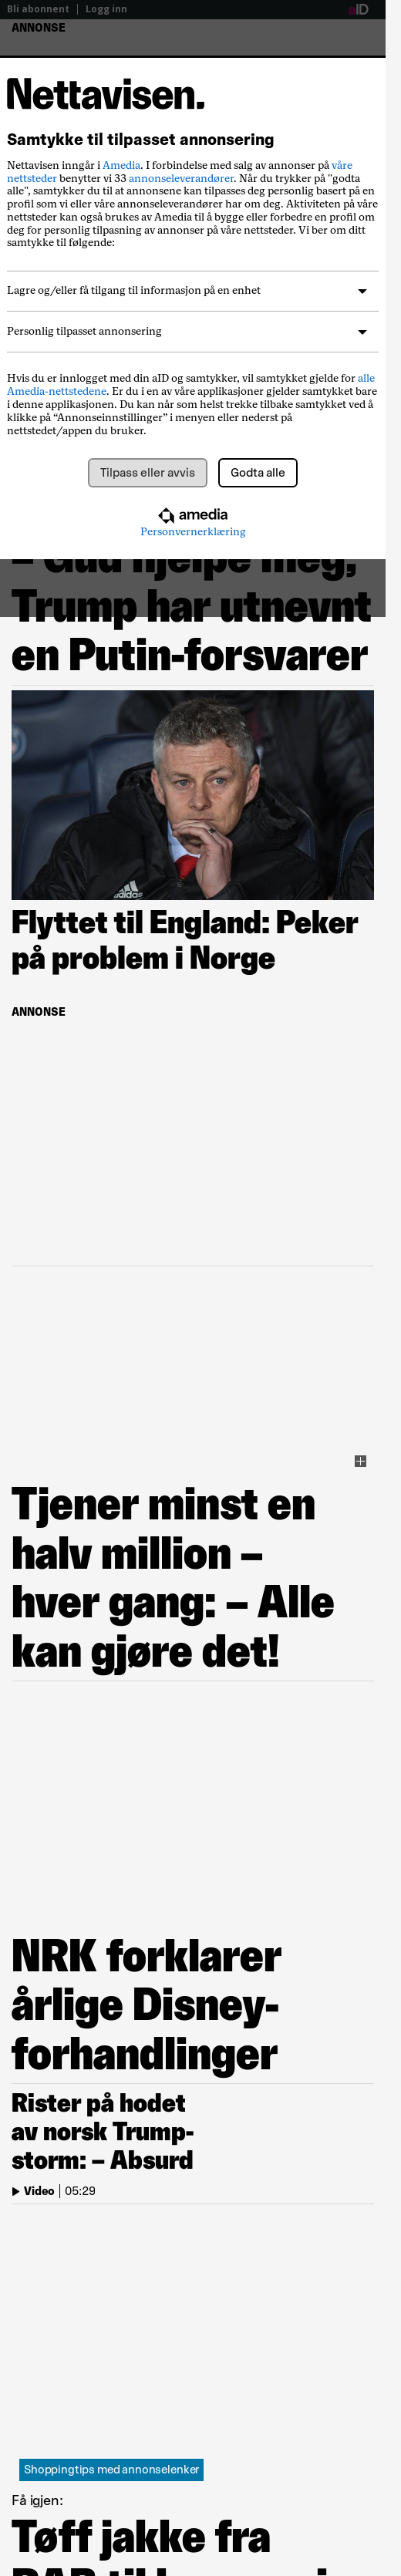 Bli abonnent | Logg inn
aID
ANNONSE
Nettavisen.
Samtykke til tilpasset annonsering
Nettavisen inngår i Amedia. I forbindelse med salg av annonser på våre
nettsteder benytter vi 33 annonseleverandører. Når du trykker på "godta
alle", samtykker du til at annonsene kan tilpasses deg personlig basert på en
profil som vi eller våre annonseleverandører har om deg. Aktiviteten på våre
nettsteder kan også brukes av Amedia til å bygge eller forbedre en profil om
deg for personlig tilpasning av annonser på våre nettsteder. Vi ber om ditt
samtykke til følgende:
Lagre og/eller få tilgang til informasjon på en enhet
Personlig tilpasset annonsering
Hvis du er innlogget med din aID og samtykker, vil samtykket gjelde for alle
Amedia-nettstedene. Er du i en av våre applikasjoner gjelder samtykket bare
i denne applikasjonen. Du kan når som helst trekke tilbake samtykket ved å
klikke på “Annonseinnstillinger” i menyen eller nederst på
nettstedet/appen du bruker.
Tilpass eller avvis
Godta alle
amedia
Personvernerklæring
– Gud hjelpe meg,
Trump har utnevnt
en Putin-forsvarer
adidas
Flyttet til England: Peker
på problem i Norge
ANNONSE
Tjener minst en
halv million –
hver gang: – Alle
kan gjøre det!
NRK forklarer
årlige Disney-
forhandlinger
Rister på hodet
av norsk Trump-
storm: – Absurd
Video | 05:29
Shoppingtips med annonselenker
Få igjen:
Tøff jakke fra